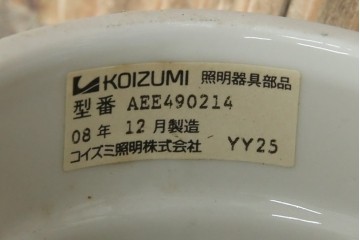 KOIZUMI 照明器具部品
型番 AEE490214
08年 12月製造
コイズミ照明株式会社 YY25